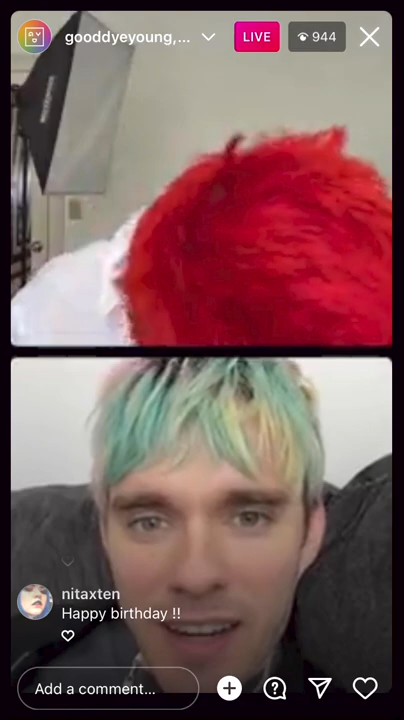 gooddyeyoung,...
LIVE
944
nitaxten
Happy birthday !!
Add a comment...